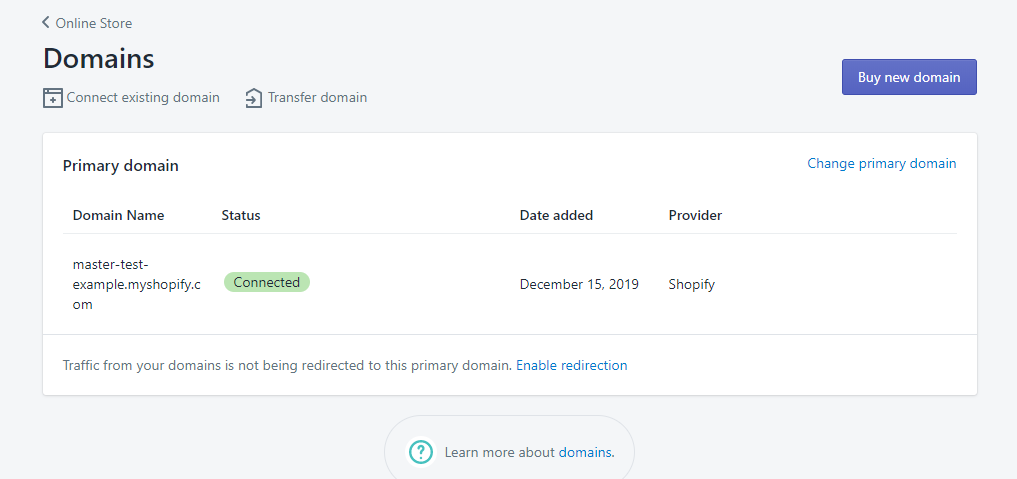 Online Store
Domains
Connect existing domain Transfer domain
Buy new domain
Primary domain
Change primary domain
Domain Name Status Date added Provider
master-test-
example.myshopify.c
om
Connected
December 15, 2019
Shopify
Traffic from your domains is not being redirected to this primary domain. Enable redirection
? Learn more about domains.